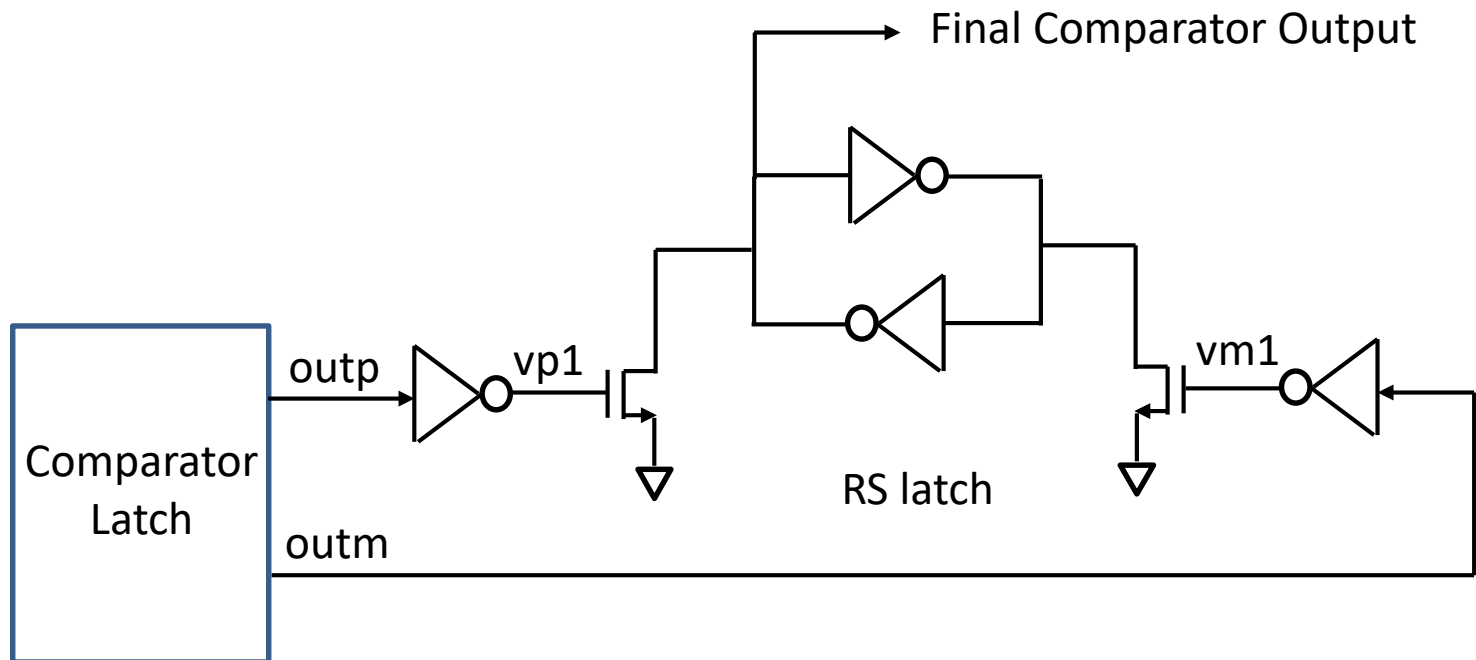 Final Comparator Output
outp
vp1
vm1
Comparator
Latch
RS latch
outm